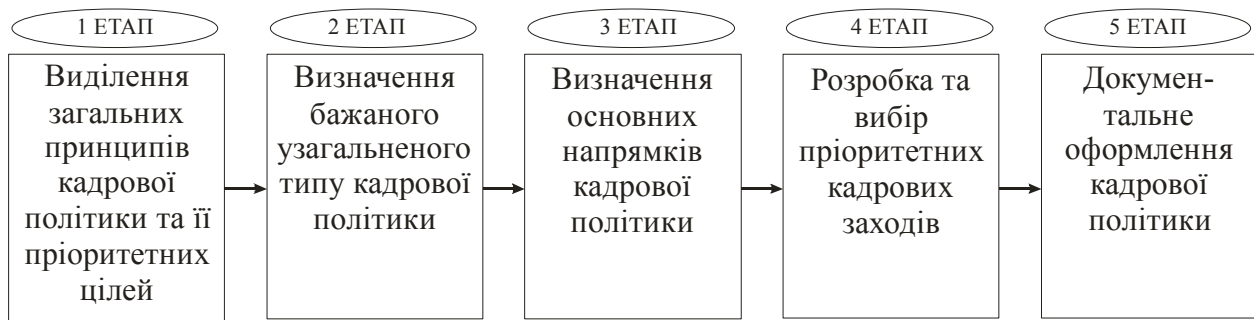 1 ЕТАП
Виділення
загальних
принципів
кадрової
політики та її
пріоритетних
цілей
2 ЕТАП
Визначення
бажаного
узагальненого
типу кадрової
політики
3 ЕТАП
Визначення
основних
напрямків
кадрової
політики
4 ЕТАП
Розробка та
вибір
пріоритетних
кадрових
заходів
5 ЕТАП
Докумен-
тальне
оформлення
кадрової
політики